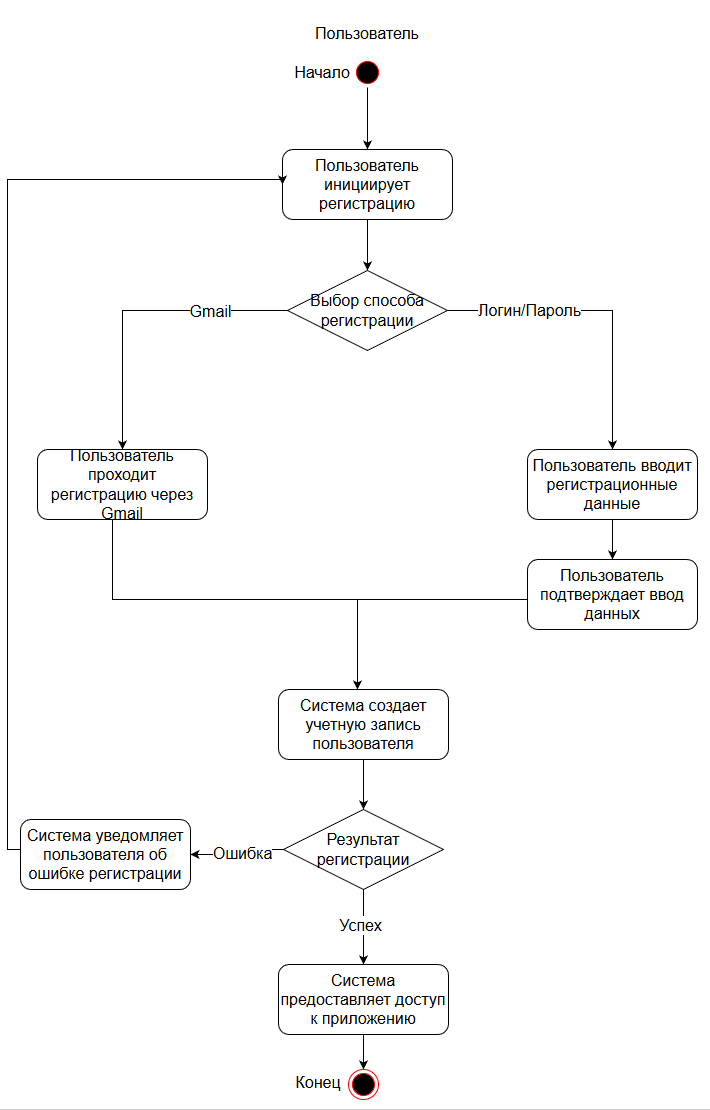 Пользователь
Начало
Пользователь
инициирует
регистрацию
Выбор способа
регистрации
Gmail
Логин/Пароль
Пользователь
проходит
регистрацию через
Gmail
Пользователь вводит
регистрационные
данные
Пользователь
подтверждает ввод
данных
Система создает
учетную запись
пользователя
Результат
регистрации
Ошибка
Система уведомляет
пользователя об
ошибке регистрации
Успех
Система
предоставляет доступ
к приложению
Конец